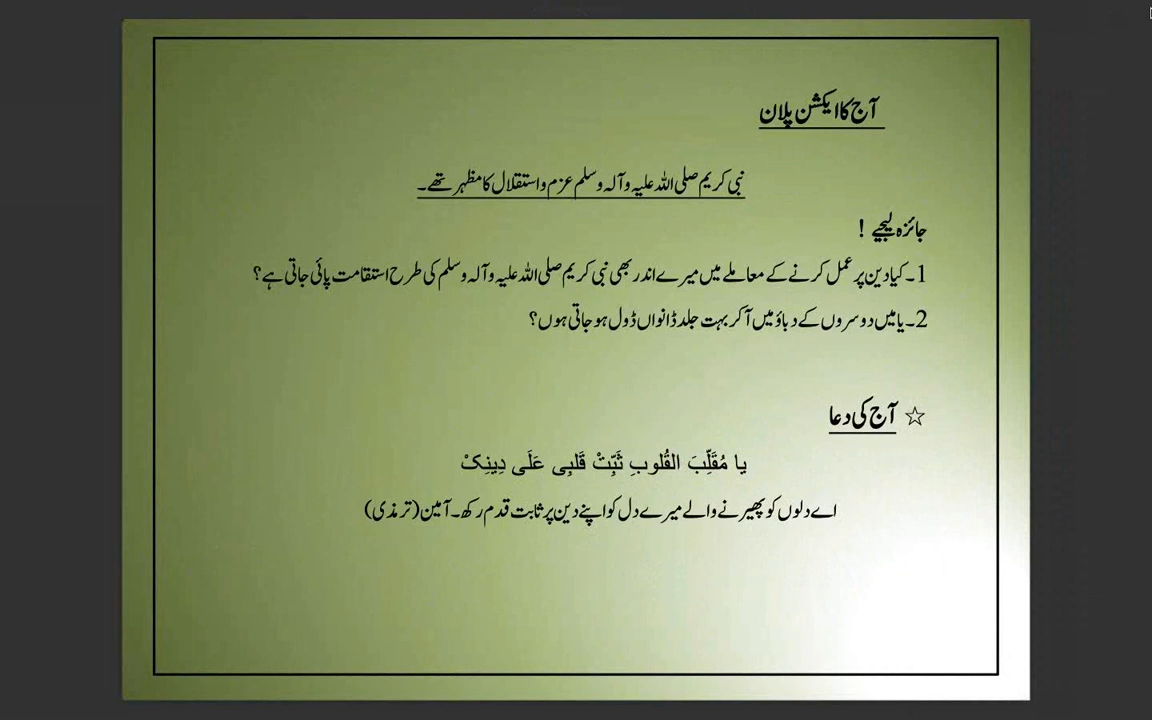 آج کا ایکشن پلان
نبی کریم صلی اللہ علیہ وآلہ وسلم عزم و استقلال کا مظہر تھے۔
جائزہ لیجیے !
1۔ کیا دین پر عمل کرنے کے معاملے میں میرے اندر بھی نبی کریم صلی اللہ علیہ وآلہ وسلم کی طرح استقامت پائی جاتی ہے؟
2۔ یا میں دوسروں کے دباؤ میں آ کر بہت جلد ڈانواں ڈول ہو جاتی ہوں؟
☆ آج کی دعا
یا مُقَلِّبَ القُلوبِ ثَبِّتْ قَلبِی عَلَی دِینِکْ
اے دلوں کو پھیرنے والے میرے دل کو اپنے دین پر ثابت قدم رکھ۔ آمین (ترمذی)